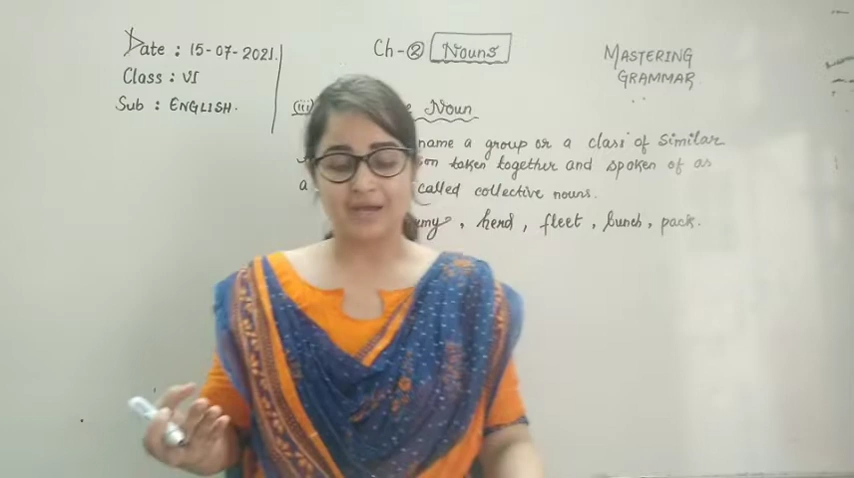 Date : 15-07-2021.
Class : VI
Sub : ENGLISH.
Ch-② Nouns
MASTERING
GRAMMAR
(iii) Noun
name a group or a class of similar
taken together and spoken of as
a called collective nouns.
, herd, fleet, bunch, pack.